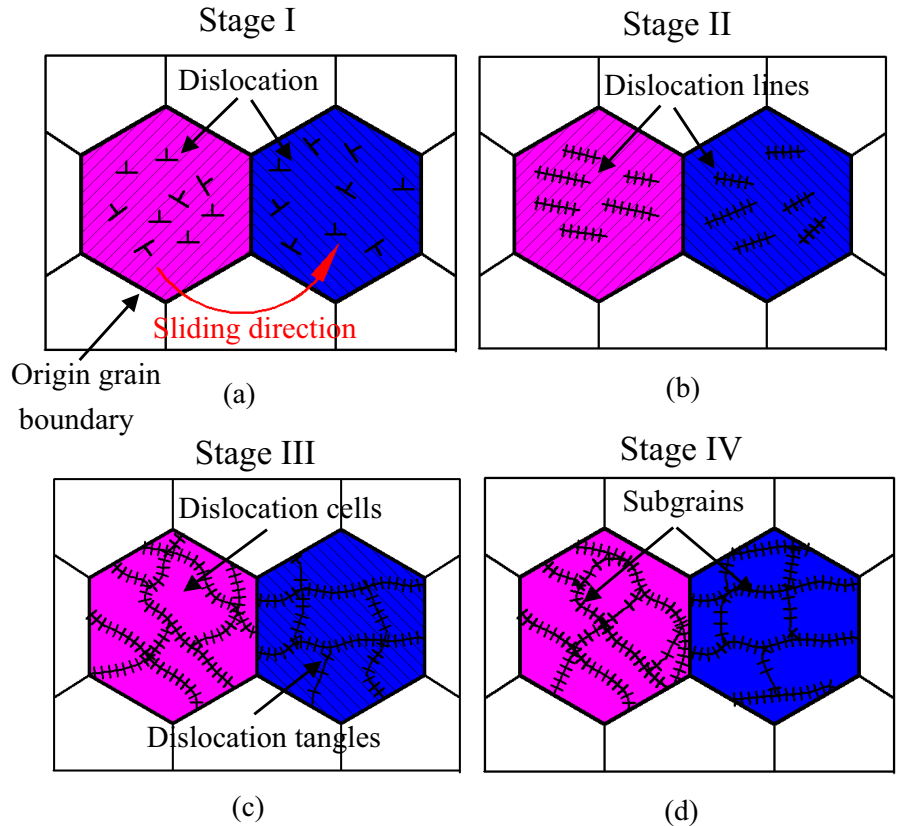 Stage I
Dislocation
Sliding direction
Origin grain
boundary
(a)
Stage II
Dislocation lines
(b)
Stage III
Dislocation cells
Dislocation tangles
(c)
Stage IV
Subgrains
(d)